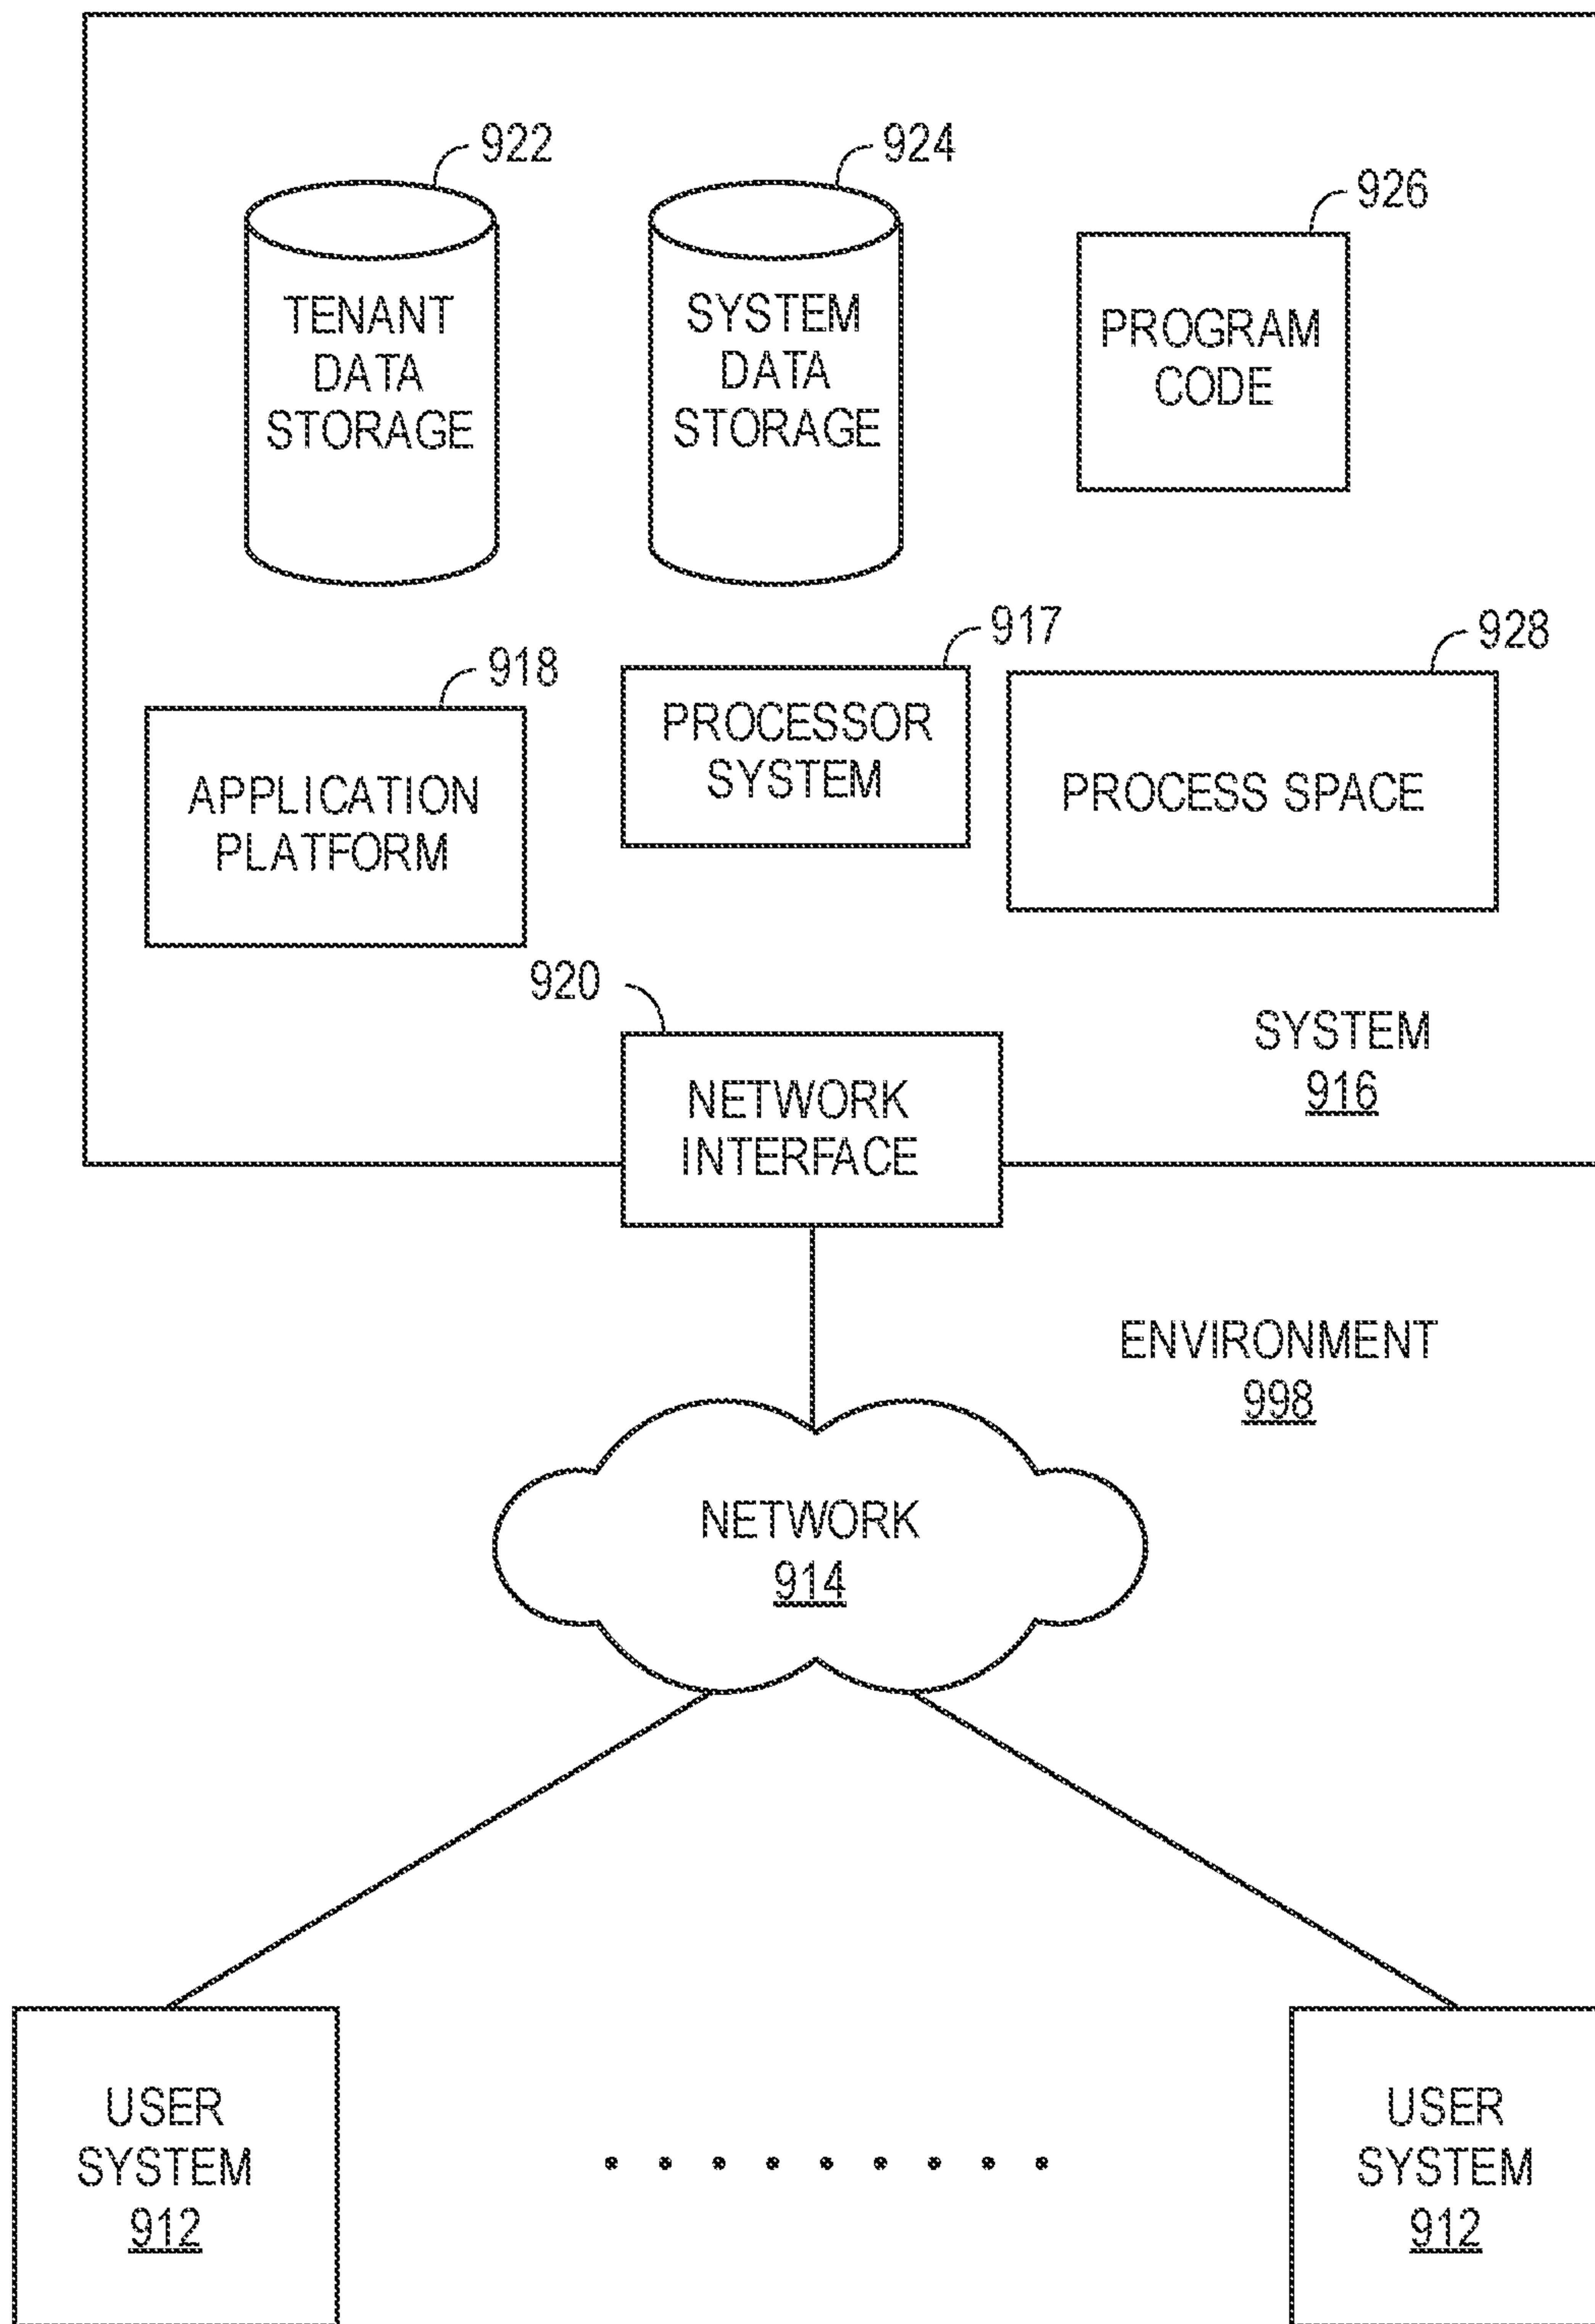 922
924
926
TENANT
DATA
STORAGE
SYSTEM
DATA
STORAGE
PROGRAM
CODE
918
917
928
APPLICATION
PLATFORM
PROCESSOR
SYSTEM
PROCESS SPACE
920
NETWORK
INTERFACE
SYSTEM
916
ENVIRONMENT
998
NETWORK
914
USER
SYSTEM
912
USER
SYSTEM
912